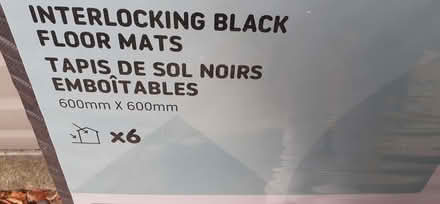 INTERLOCKING BLACK
FLOOR MATS
TAPIS DE SOL NOIRS
EMBOÎTABLES
600mm X 600mm
x6